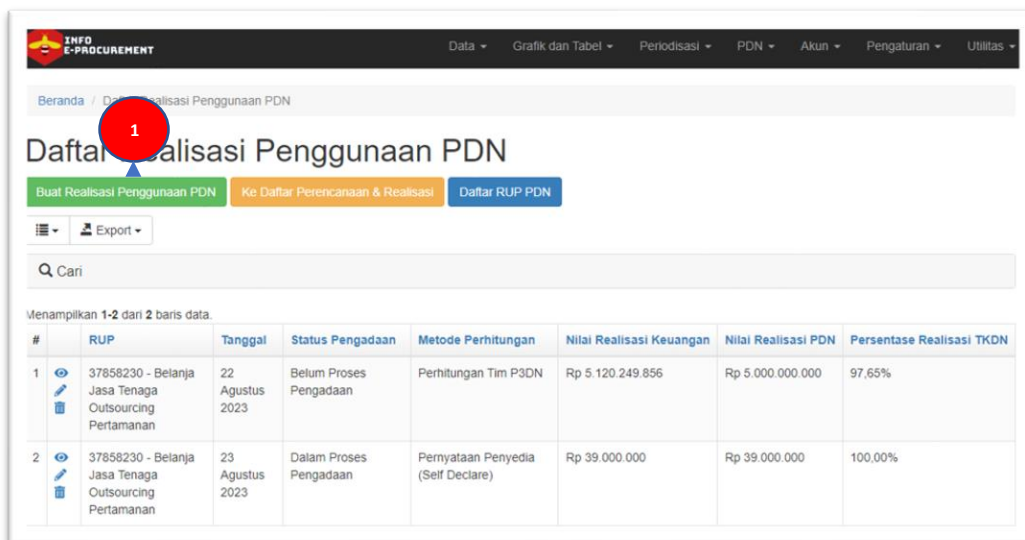 INFO
E-PROCUREMENT
Data Grafik dan Tabel Periodisasi PDN Akun Pengaturan Utilitas
Beranda / Realisasi Penggunaan PDN
1
Penggunaan PDN
Buat Realisasi Penggunaan PDN Ke Daftar Perencanaan & Realisasi Daftar RUP PDN
Export
Cari
Menampilkan 1-2 dari 2 baris data.
# RUP Tanggal Status Pengadaan Metode Perhitungan Nilai Realisasi Keuangan Nilai Realisasi PDN Persentase Realisasi TKDN
1 37858230 - Belanja 22 Belum Proses Perhitungan Tim P3DN Rp 5.120.249.856 Rp 5.000.000.000 97,65%
Jasa Tenaga Agustus Pengadaan
Outsourcing 2023
Pertamanan
2 37858230 - Belanja 23 Dalam Proses Pernyataan Penyedia Rp 39.000.000 Rp 39.000.000 100,00%
Jasa Tenaga Agustus Pengadaan (Self Declare)
Outsourcing 2023
Pertamanan